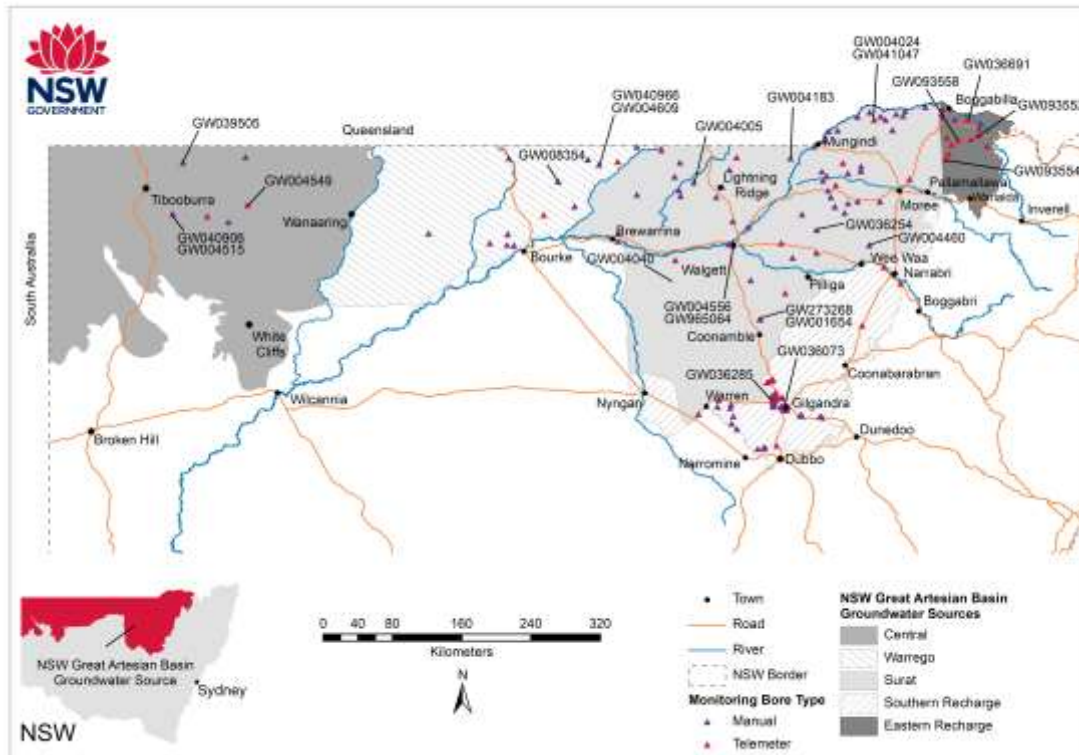 NSW
GOVERNMENT
Queensland
South Australia
GW039505
GW004549
Tibooburra
GW040906
GW004515
Wanaaring
White
Cliffs
Wilcannia
Broken Hill
GW040966
GW004609
GW008354
GW004005
GW004183
GW004024
GW041047
GW093558
GW036691
Boggabilla
GW093554
Mungindi
Lightning
Ridge
Pallamallawa
Warialda
Moree
Inverell
GW036254
GW004460
Brewarrina
Bourke
GW004040
Walgett
Wee Waa
Narrabri
Pilliga
Boggabri
GW004556
GW965064
GW273268
GW001654
Coonamble
GW036073
GW036285
Coonabarabran
Nyngan
Warren
Gilgandra
Dunedoo
Narromine
Dubbo
NSW Great Artesian Basin
Groundwater Source
Sydney
NSW
0 40 80 160 240 320
Kilometers
N
Town
Road
River
NSW Border
Monitoring Bore Type
Manual
Telemeter
NSW Great Artesian Basin
Groundwater Sources
Central
Warrego
Surat
Southern Recharge
Eastern Recharge